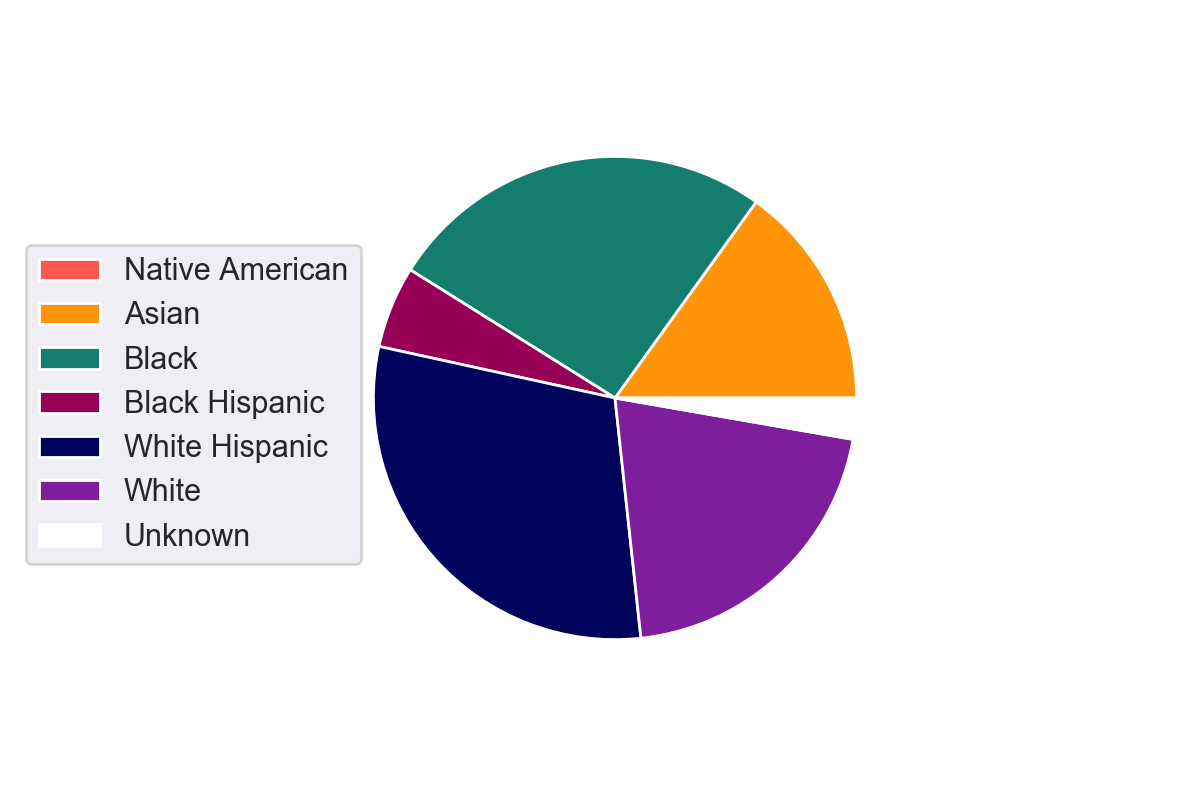 Native American
Asian
Black
Black Hispanic
White Hispanic
White
Unknown